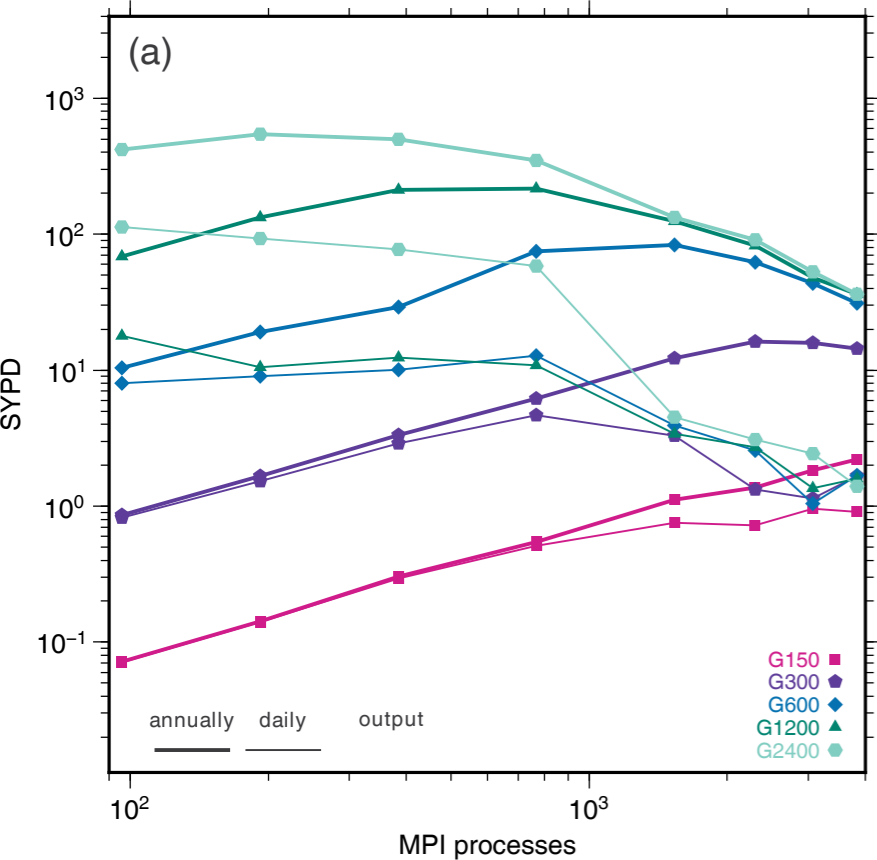 (a)
10³
10²
10¹
10⁰
10⁻¹
SYPD
G150
G300
G600
G1200
G2400
annually daily output
10² 10³
MPI processes